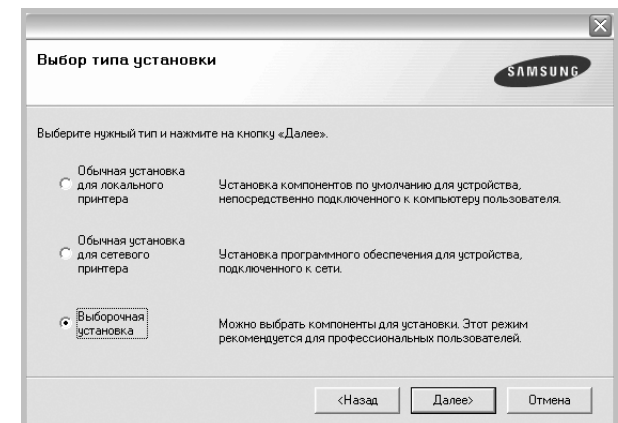 Выбор типа установки
SAMSUNG
Выберите нужный тип и нажмите на кнопку «Далее».
Обычная установка
для локального
принтера
Установка компонентов по умолчанию для устройства,
непосредственно подключенного к компьютеру пользователя.
Обычная установка
для сетевого
принтера
Установка программного обеспечения для устройства,
подключенного к сети.
Выборочная
установка
Можно выбрать компоненты для установки. Этот режим
рекомендуется для профессиональных пользователей.
<Назад
Далее>
Отмена